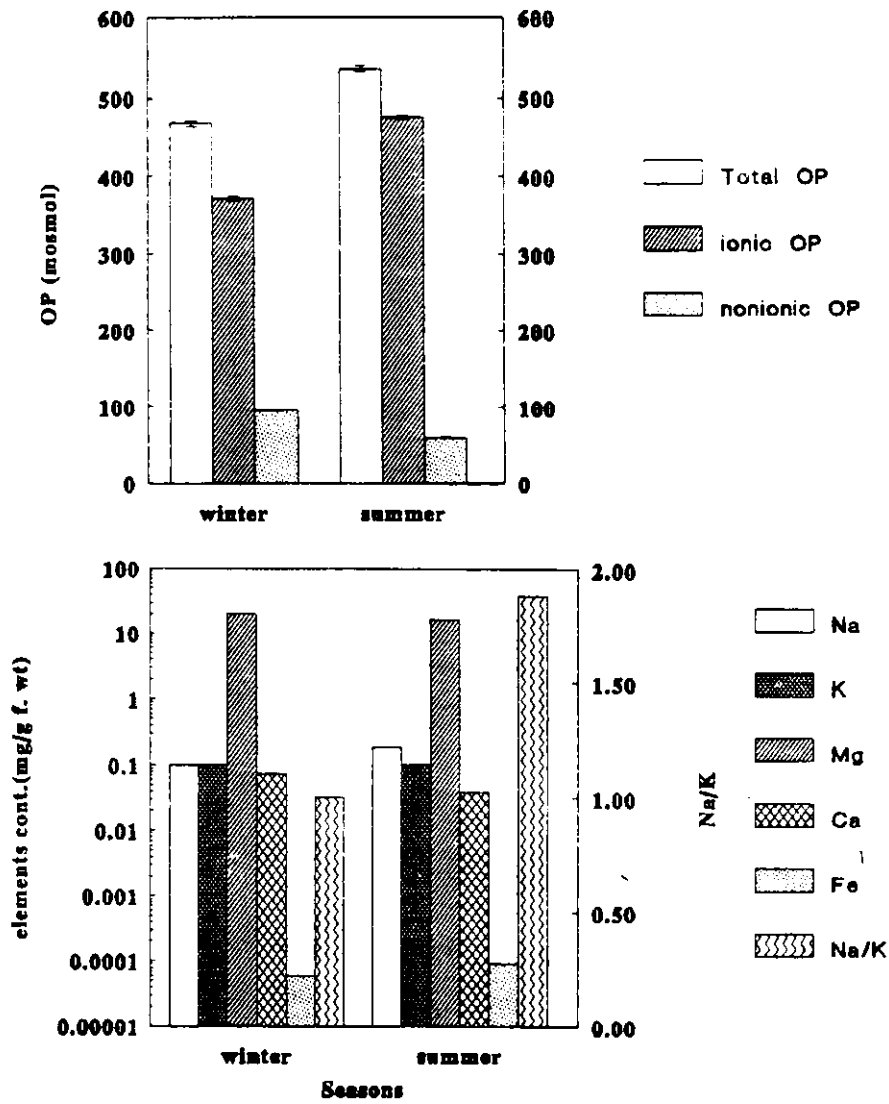 600
500
400
300
200
100
0
OP (mosmol)
winter
summer
600
500
400
300
200
100
0
Total OP
ionic OP
nonionic OP
100
10
1
0.1
0.01
0.001
0.0001
0.00001
elements cont.(mg/g f. wt)
winter
summer
Seasons
2.00
1.50
1.00
0.50
0.00
Na/K
Na
K
Mg
Ca
Fe
Na/K